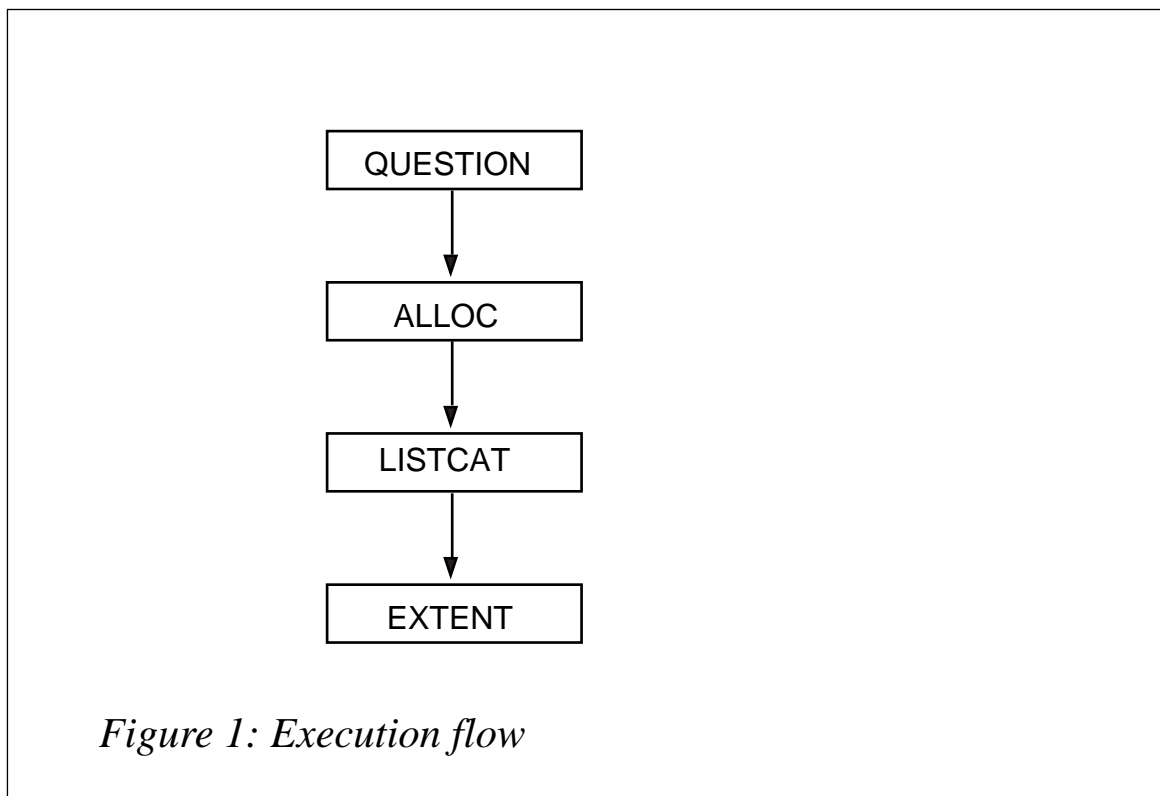 QUESTION
ALLOC
LISTCAT
EXTENT
Figure 1: Execution flow